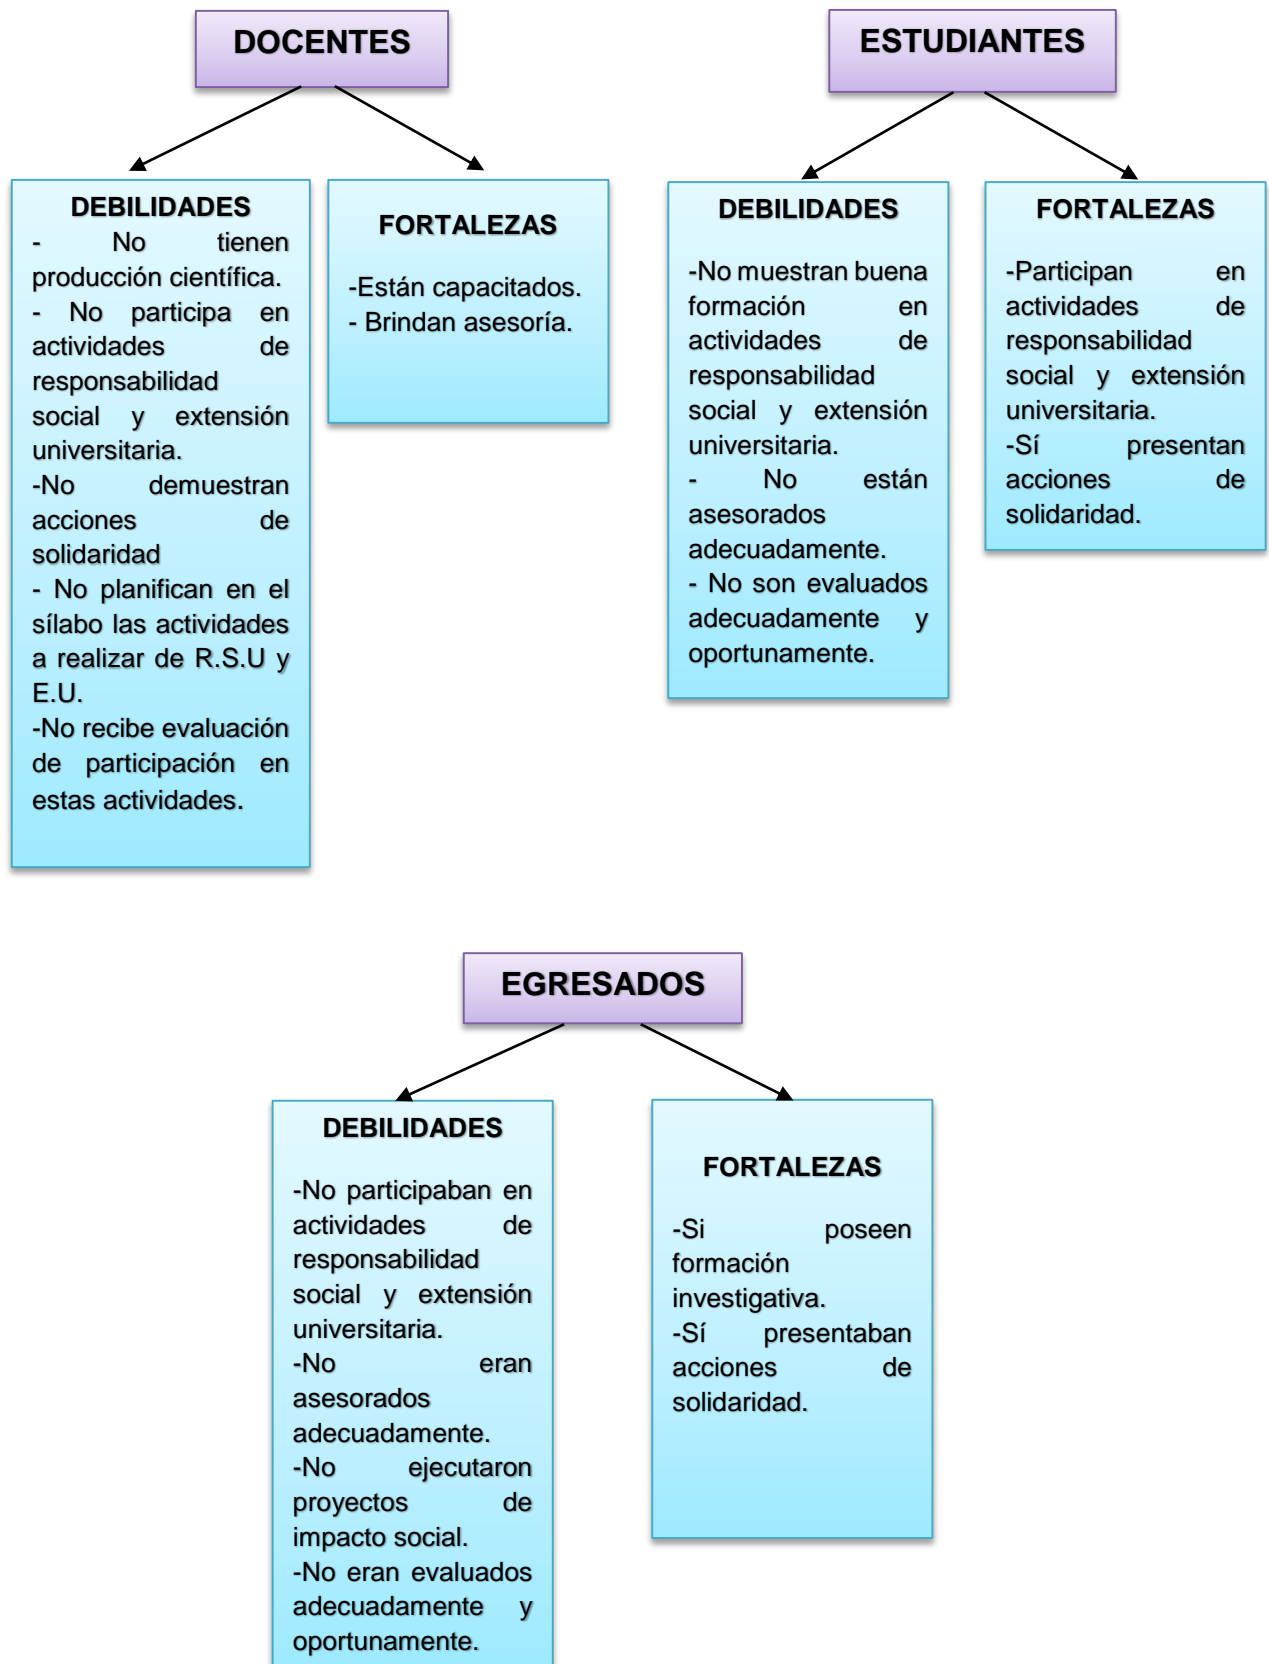 DOCENTES
DEBILIDADES
- No tienen
producción científica.
- No participa en
actividades de
responsabilidad
social y extensión
universitaria.
-No demuestran
acciones de
solidaridad
- No planifican en el
sílabo las actividades
a realizar de R.S.U y
E.U.
-No recibe evaluación
de participación en
estas actividades.
FORTALEZAS
-Están capacitados.
- Brindan asesoría.
ESTUDIANTES
DEBILIDADES
-No muestran buena
formación en
actividades de
responsabilidad
social y extensión
universitaria.
- No están
asesorados
adecuadamente.
- No son evaluados
adecuadamente y
oportunamente.
FORTALEZAS
-Participan en
actividades de
responsabilidad
social y extensión
universitaria.
-Sí presentan
acciones de
solidaridad.
EGRESADOS
DEBILIDADES
-No participaban en
actividades de
responsabilidad
social y extensión
universitaria.
-No eran
asesorados
adecuadamente.
-No ejecutaron
proyectos de
impacto social.
-No eran evaluados
adecuadamente y
oportunamente.
FORTALEZAS
-Si poseen
formación
investigativa.
-Sí presentaban
acciones de
solidaridad.